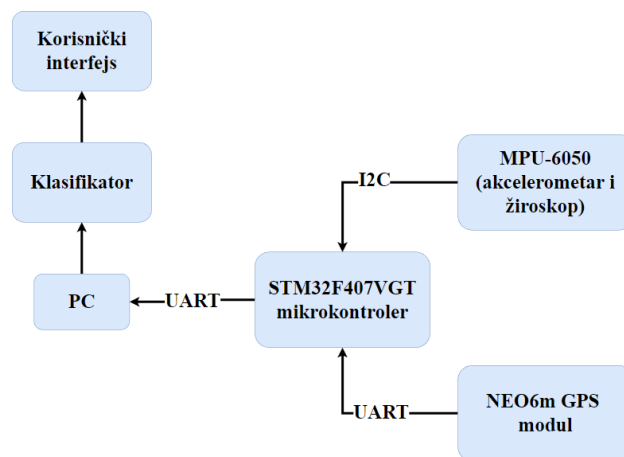 Korisnički
interfejs
Klasifikator
PC
UART
STM32F407VGT
mikrokontroler
I2C
MPU-6050
(akcelerometar i
žiroskop)
UART
NEO6m GPS
modul